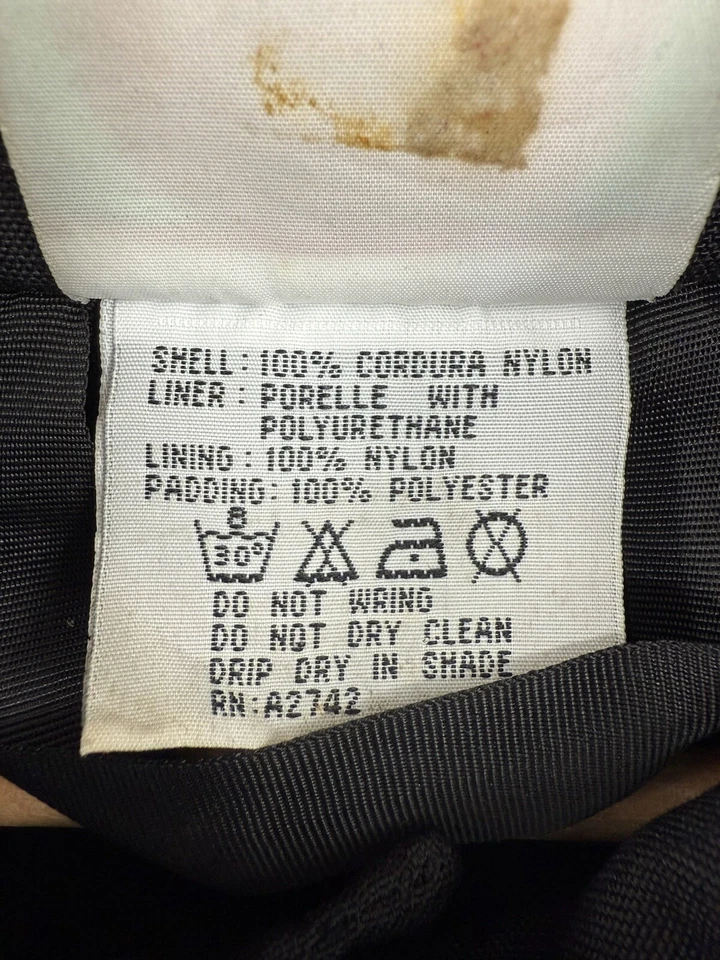 SHELL: 100% CORDURA NYLON
LINER: PORELLE WITH
POLYURETHANE
LINING: 100% NYLON
PADDING: 100% POLYESTER
8
30°
DO NOT WRING
DO NOT DRY CLEAN
DRIP DRY IN SHADE
RN:A2742